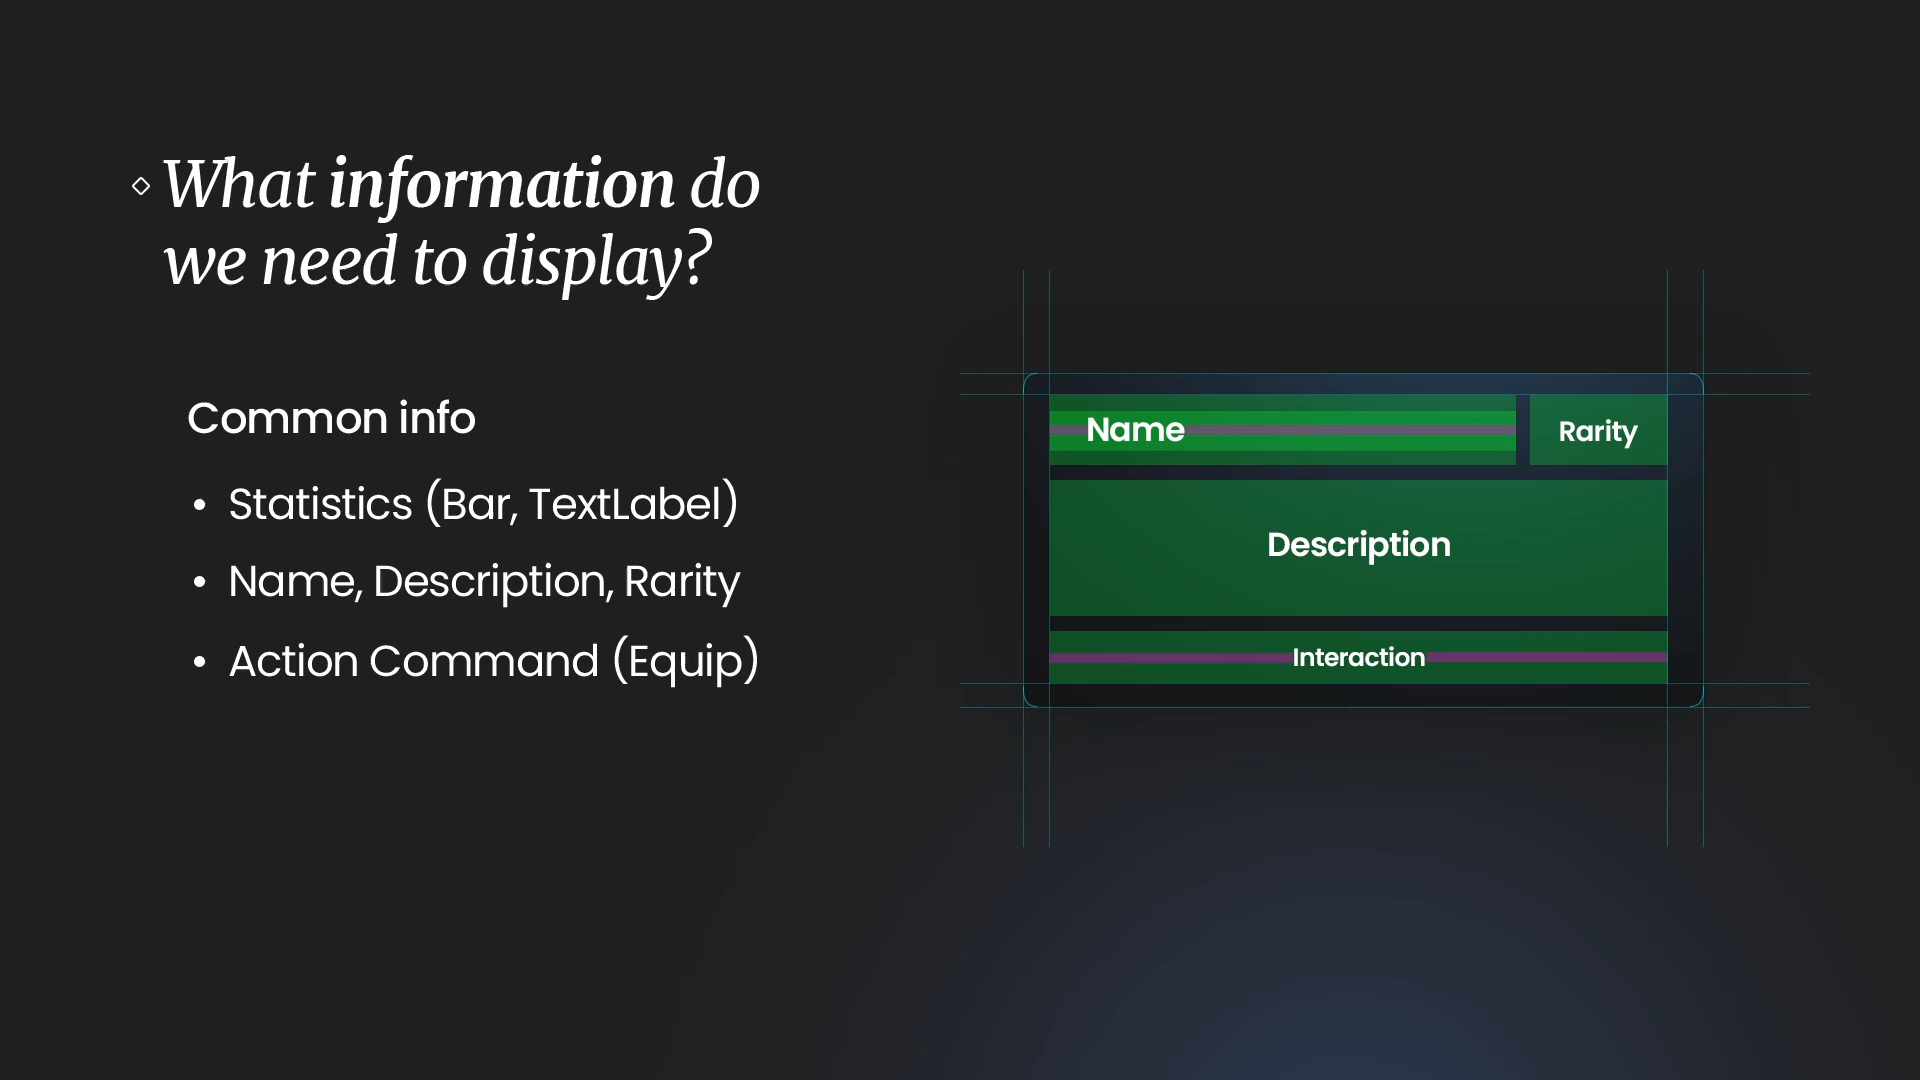 What information do
we need to display?
Common info
• Statistics (Bar, TextLabel)
• Name, Description, Rarity
• Action Command (Equip)
Name
Rarity
Description
Interaction